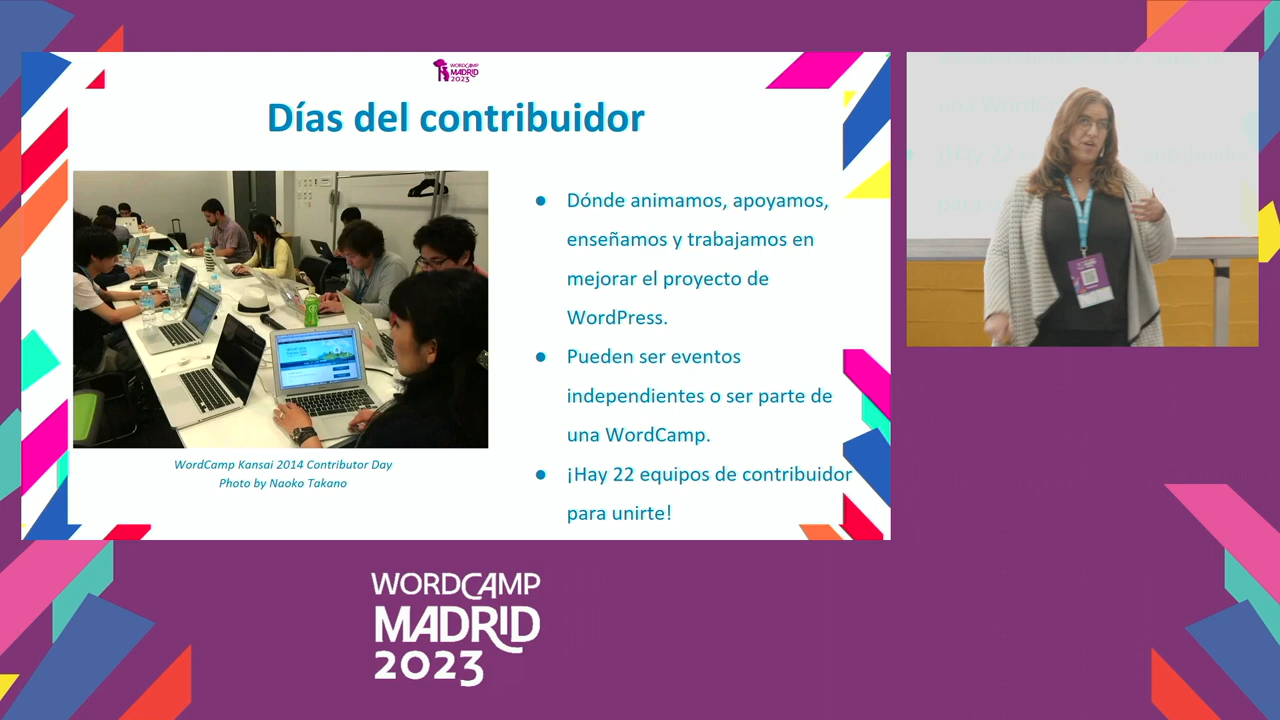 WORDCAMP
MADRID
2023
Días del contribuidor
WordCamp Kansai 2014 Contributor Day
Photo by Naoko Takano
● Dónde animamos, apoyamos,
enseñamos y trabajamos en
mejorar el proyecto de
WordPress.
● Pueden ser eventos
independientes o ser parte de
una WordCamp.
● ¡Hay 22 equipos de contribuidor
para unirte!
WORDCAMP
MADRID
2023